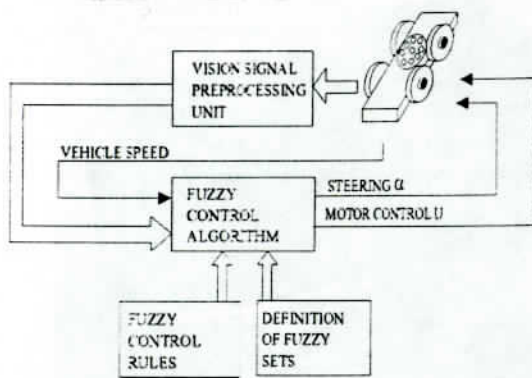 VISION SIGNAL
PREPROCESSING
UNIT
VEHICLE SPEED
FUZZY
CONTROL
ALGORITHM
STEERING α
MOTOR CONTROL U
FUZZY
CONTROL
RULES
DEFINITION
OF FUZZY
SETS